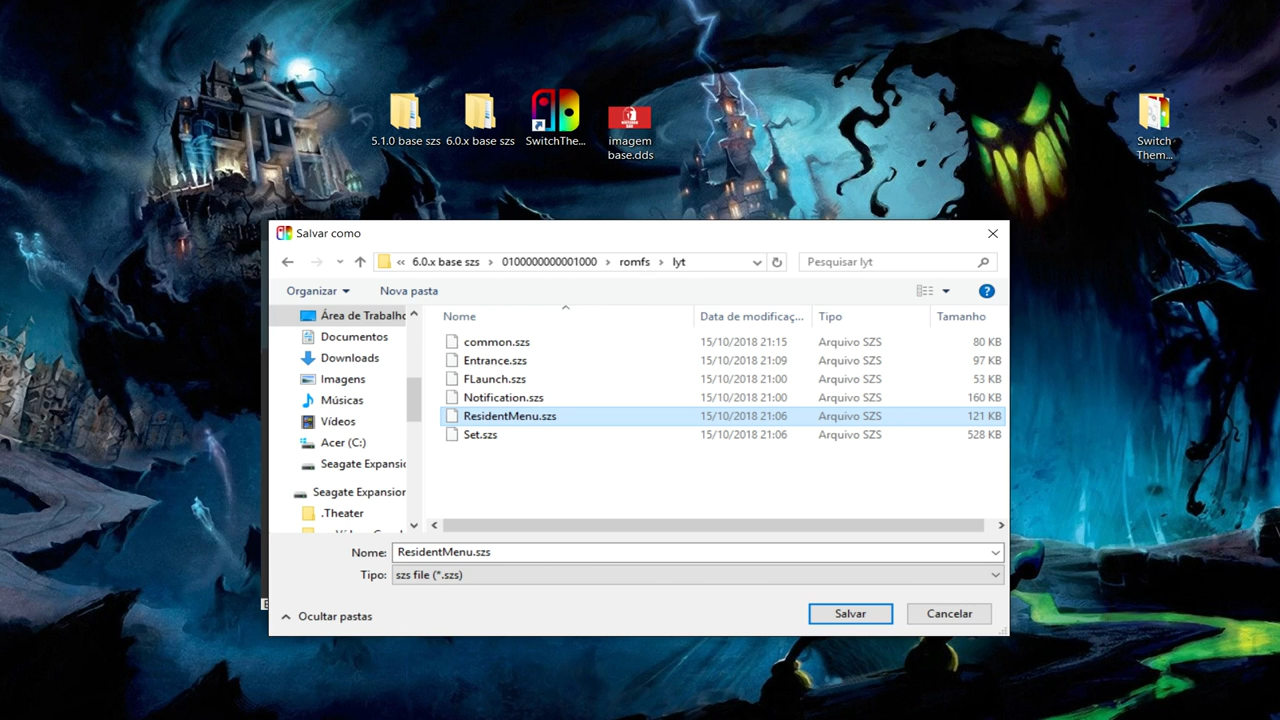 5.1.0 base szs
6.0.x base szs
SwitchThe...
imagem
base.dds
Switch
Them...
Salvar como
« 6.0.x base szs › 0100000000001000 › romfs › lyt
Pesquisar lyt
Organizar
Nova pasta
Nome
Data de modificaç...
Tipo
Tamanho
Área de Trabalho
Documentos
Downloads
Imagens
Músicas
Vídeos
Acer (C:)
Seagate Expansio
Seagate Expansion
.Theater
common.szs 15/10/2018 21:15 Arquivo SZS 80 KB
Entrance.szs 15/10/2018 21:09 Arquivo SZS 97 KB
FLaunch.szs 15/10/2018 21:00 Arquivo SZS 53 KB
Notification.szs 15/10/2018 21:00 Arquivo SZS 160 KB
ResidentMenu.szs 15/10/2018 21:06 Arquivo SZS 121 KB
Set.szs 15/10/2018 21:06 Arquivo SZS 528 KB
Nome: ResidentMenu.szs
Tipo: szs file (*.szs)
Ocultar pastas
Salvar
Cancelar